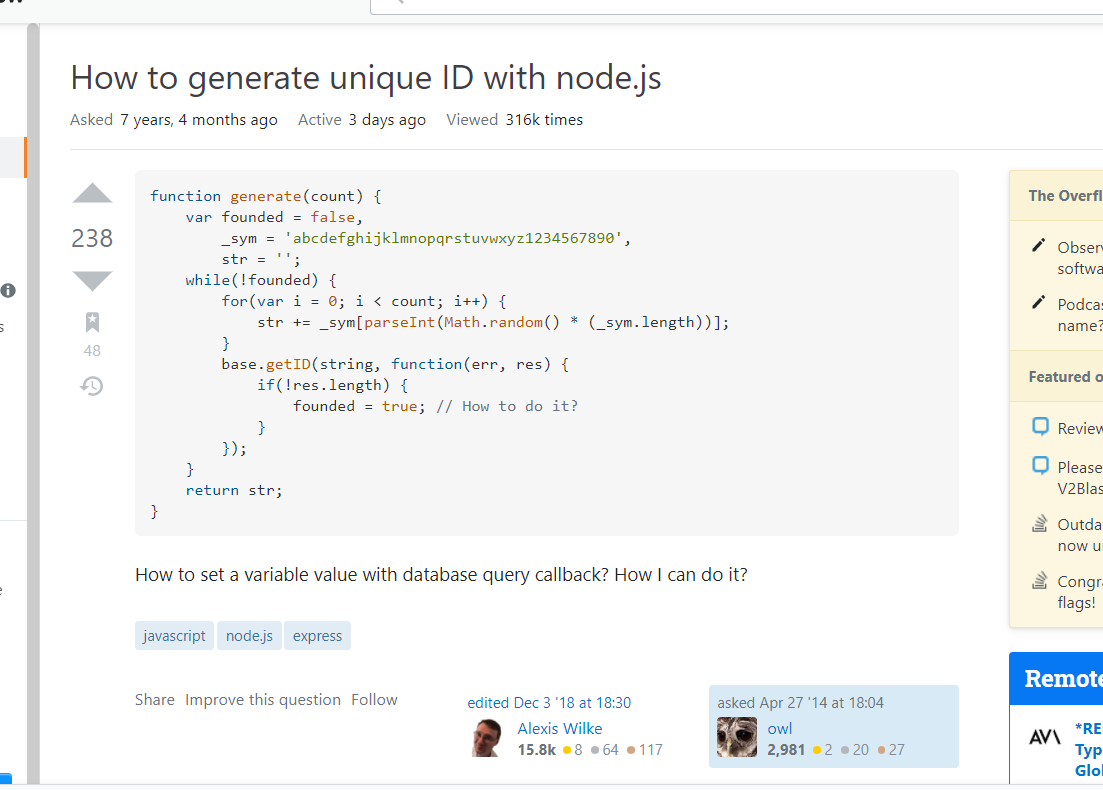 How to generate unique ID with node.js
Asked 7 years, 4 months ago Active 3 days ago Viewed 316k times
238
48
function generate(count) {
    var founded = false,
        _sym = 'abcdefghijklmnopqrstuvwxyz1234567890',
        str = '';
    while(!founded) {
        for(var i = 0; i < count; i++) {
            str += _sym[parseInt(Math.random() * (_sym.length))];
        }
        base.getID(string, function(err, res) {
            if(!res.length) {
                founded = true; // How to do it?
            }
        });
    }
    return str;
}
How to set a variable value with database query callback? How I can do it?
javascript node.js express
Share Improve this question Follow
edited Dec 3 '18 at 18:30
Alexis Wilke
15.8k 8 64 117
asked Apr 27 '14 at 18:04
owl
2,981 2 20 27
The Overfl
Observ
softwa
Podcas
name?
Featured o
Review
Please
V2Blas
Outda
now u
Congra
flags!
Remote
*RE
Typ
Glo